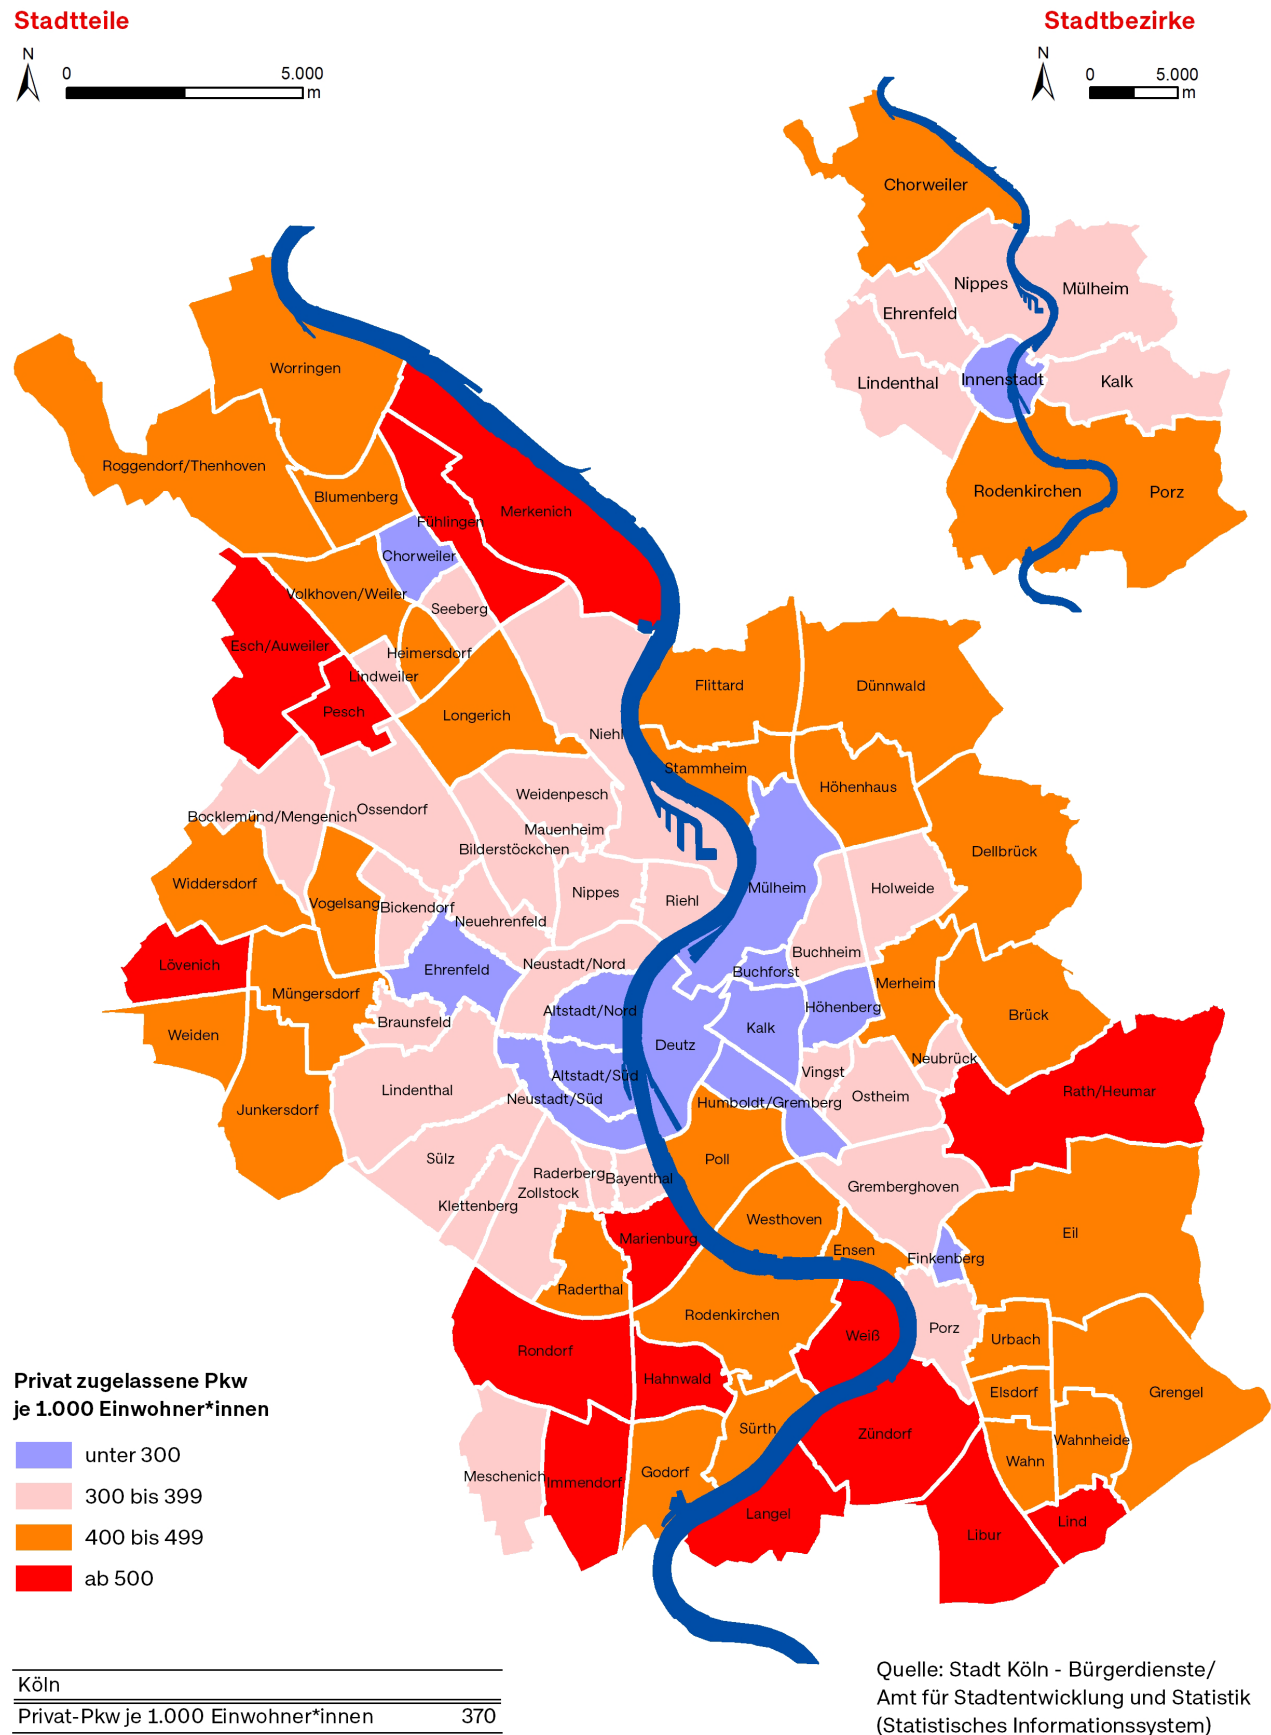 Stadtteile
N
0 5.000
m
Stadtbezirke
N
0 5.000
m
Chorweiler
Nippes
Mülheim
Ehrenfeld
Lindenthal
Innenstadt
Kalk
Rodenkirchen
Porz
Worringen
Roggendorf/Thenhoven
Blumenberg
Fühlingen
Merkenich
Chorweiler
Volkhoven/Weiler
Seeberg
Esch/Auweiler
Heimersdorf
Lindweiler
Pesch
Longerich
Flittard
Dünnwald
Niehl
Stammheim
Höhenhaus
Weidenpesch
Ossendorf
Bocklemünd/Mengenich
Mauenheim
Bilderstöckchen
Dellbrück
Widdersdorf
Mülheim
Holweide
Nippes
Riehl
Vogelsang
Bickendorf
Neuehrenfeld
Buchheim
Lövenich
Ehrenfeld
Neustadt/Nord
Buchforst
Merheim
Müngersdorf
Höhenberg
Altstadt/Nord
Brück
Braunsfeld
Kalk
Weiden
Deutz
Neubrück
Vingst
Altstadt/Süd
Lindenthal
Rath/Heumar
Ostheim
Neustadt/Süd
Humboldt/Gremberg
Junkersdorf
Sülz
Poll
Raderberg
Bayenthal
Gremberghoven
Zollstock
Klettenberg
Westhoven
Eil
Marienburg
Ensen
Finkenberg
Raderthal
Rodenkirchen
Porz
Weiß
Urbach
Rondorf
Hahnwald
Elsdorf
Grengel
Sürth
Zündorf
Wahnheide
Wahn
Godorf
Meschenich
Immendorf
Langel
Lind
Libur
Privat zugelassene Pkw
je 1.000 Einwohner*innen
unter 300
300 bis 399
400 bis 499
ab 500
Köln
Privat-Pkw je 1.000 Einwohner*innen 370
Quelle: Stadt Köln - Bürgerdienste/
Amt für Stadtentwicklung und Statistik
(Statistisches Informationssystem)